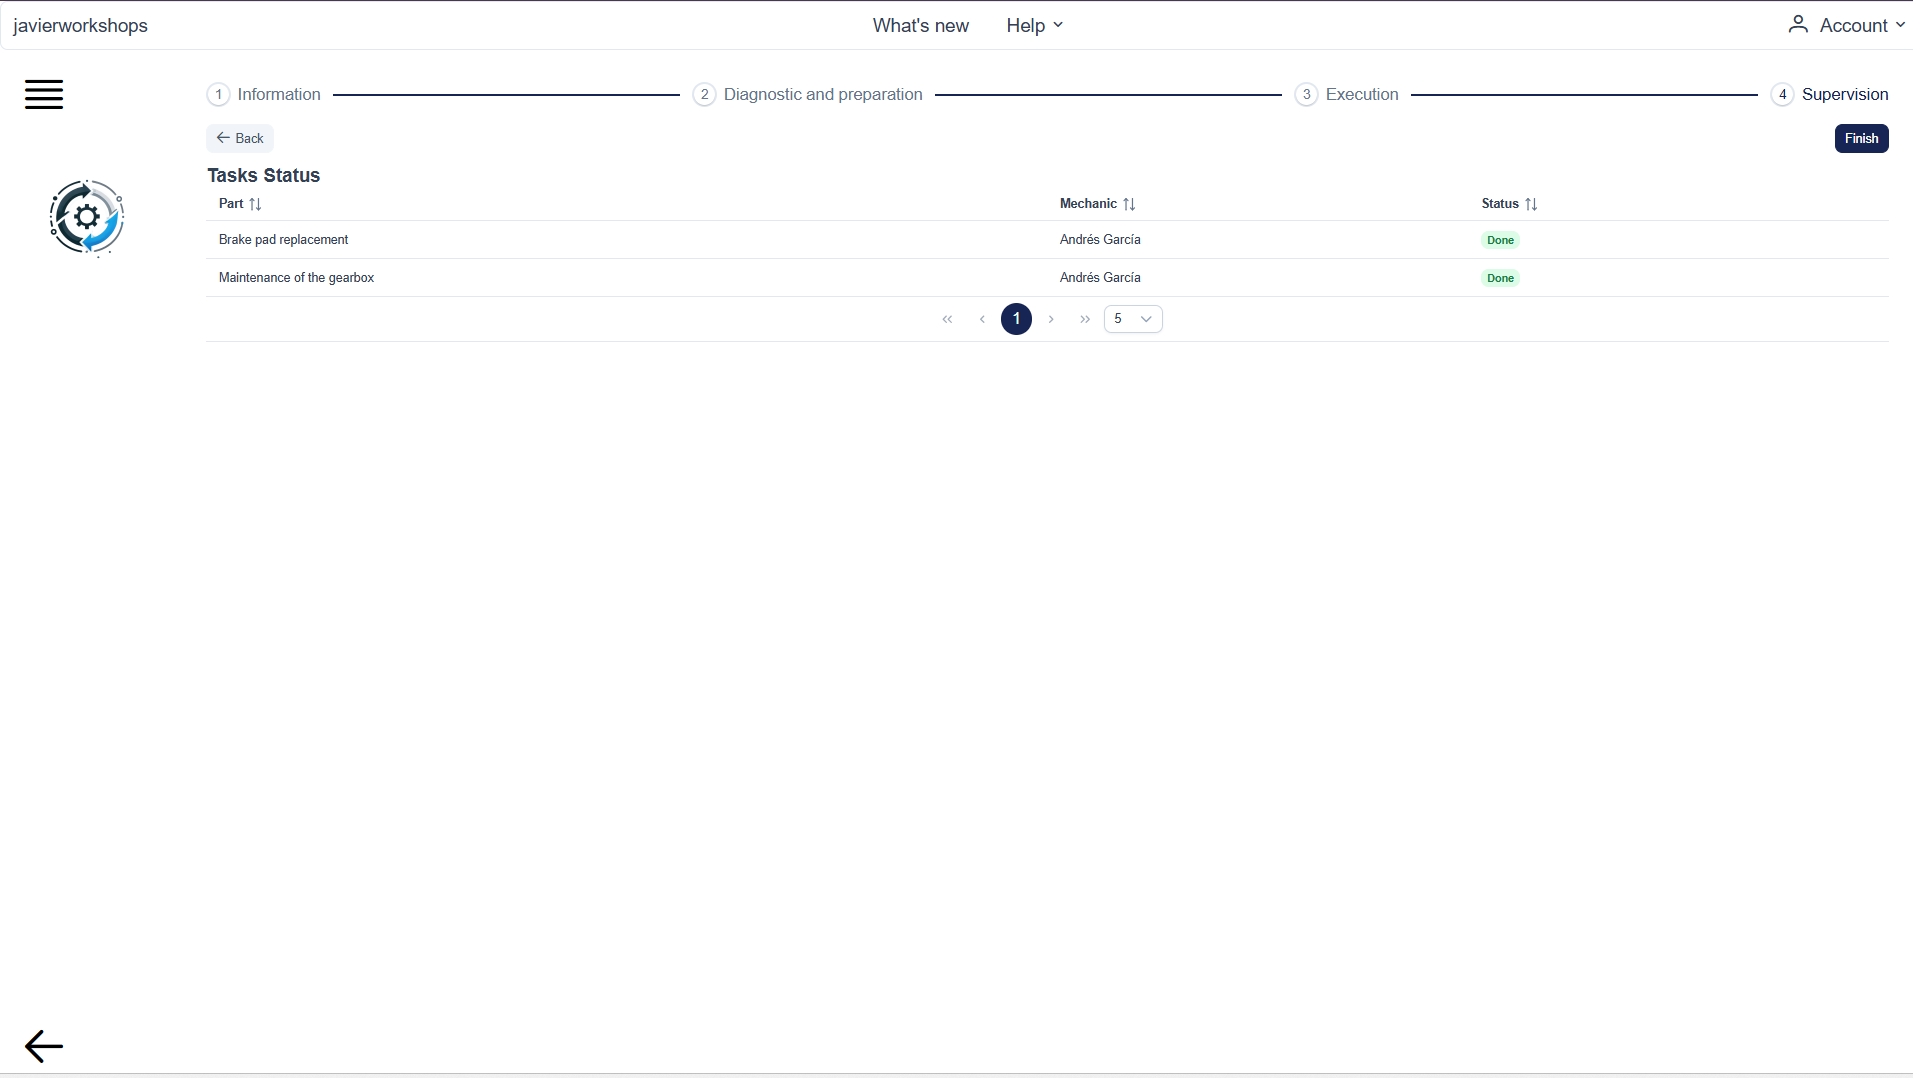 javierworkshops What's new Help Account
1 Information 2 Diagnostic and preparation 3 Execution 4 Supervision
Back Finish
Tasks Status
Part Mechanic Status
Brake pad replacement Andrés García Done
Maintenance of the gearbox Andrés García Done
« ‹ 1 › » 5